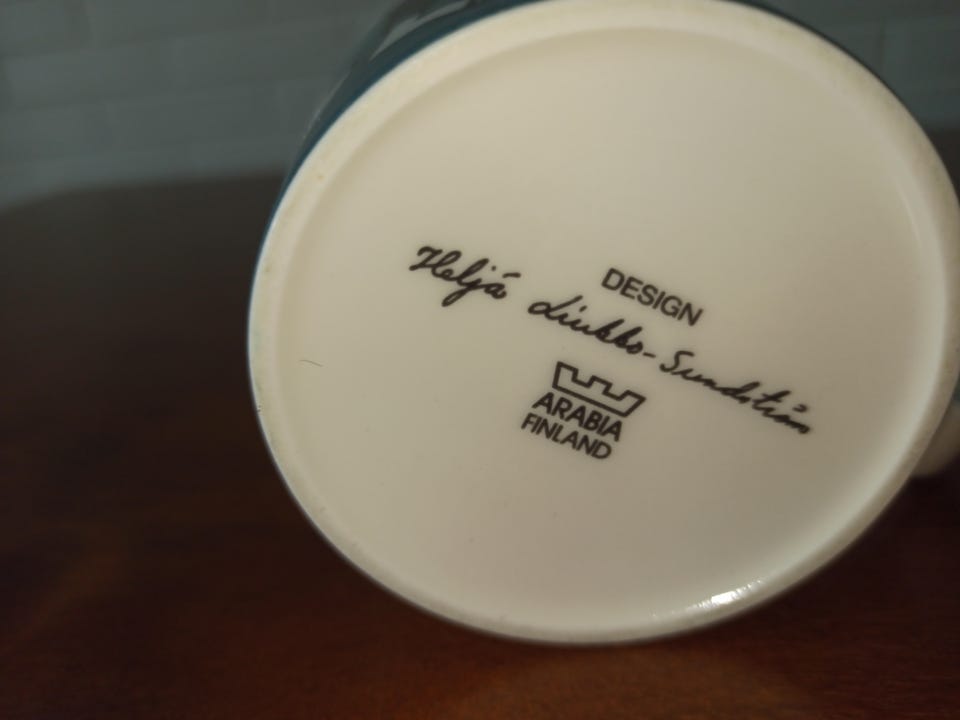 DESIGN
Heljä Liukko-Sundström
ARABIA
FINLAND